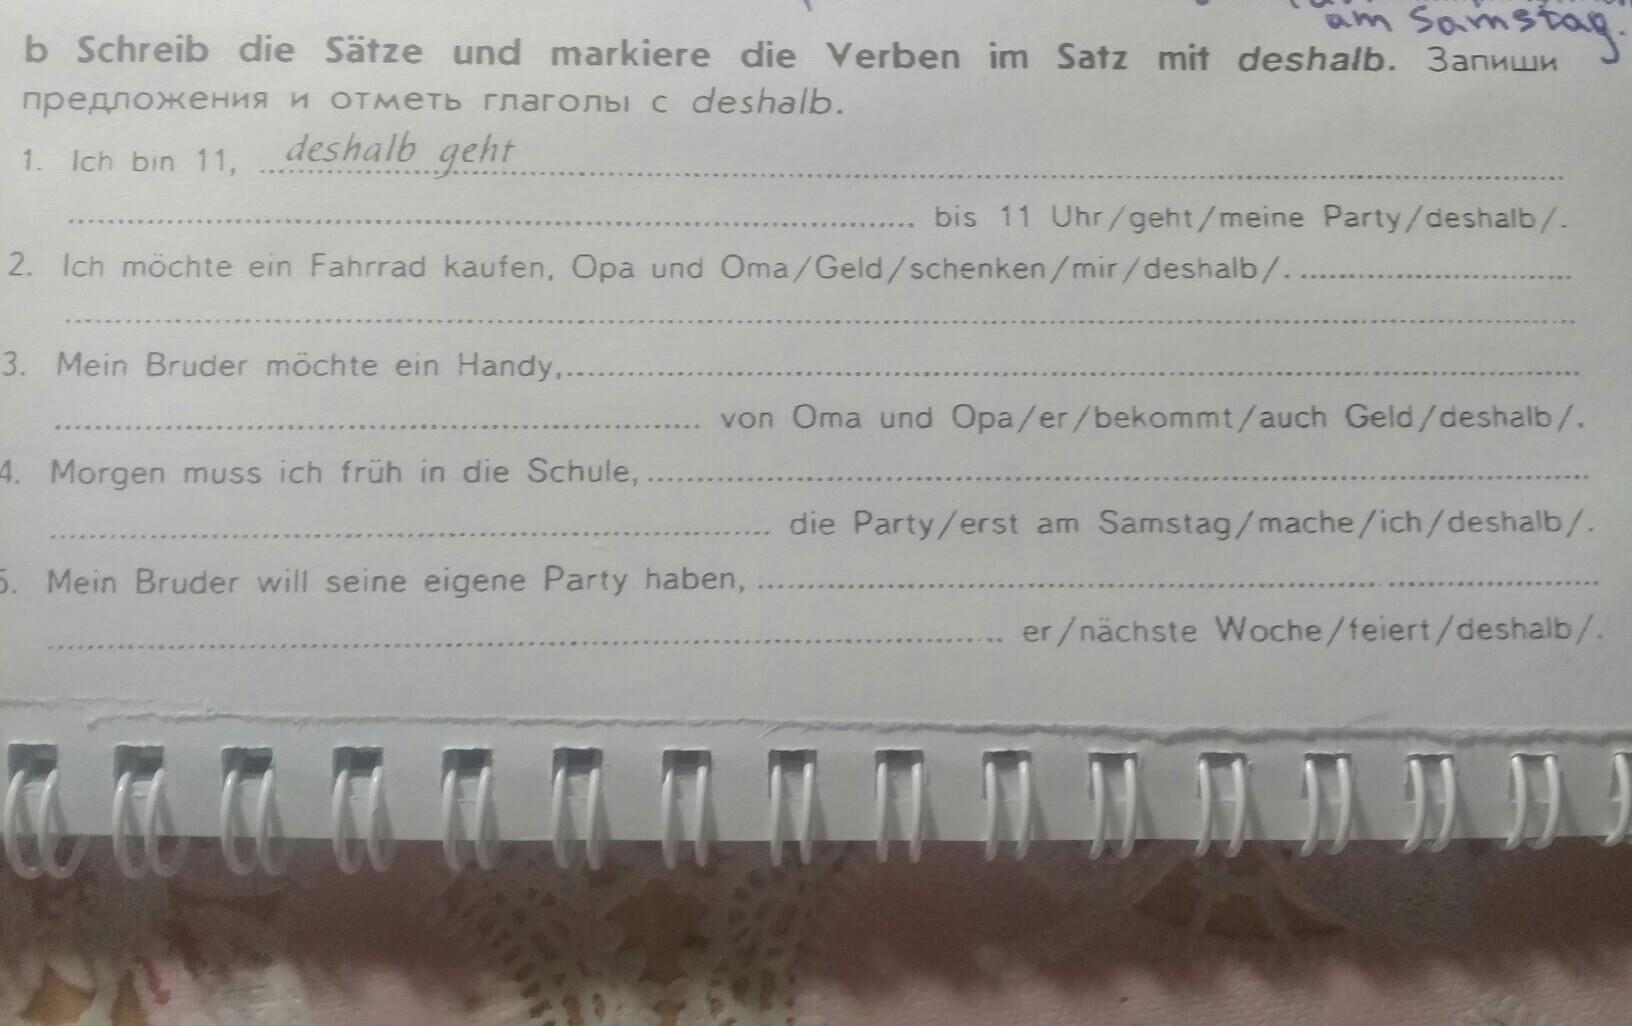 am Samstag.
b Schreib die Sätze und markiere die Verben im Satz mit deshalb. Запиши
предложения и отметь глаголы с deshalb.
1. Ich bin 11, deshalb geht
bis 11 Uhr/geht/meine Party/deshalb/.
2. Ich möchte ein Fahrrad kaufen, Opa und Oma/Geld/schenken/mir/deshalb/.
3. Mein Bruder möchte ein Handy,
von Oma und Opa/er/bekommt/auch Geld/deshalb/.
4. Morgen muss ich früh in die Schule,
die Party/erst am Samstag/mache/ich/deshalb/.
5. Mein Bruder will seine eigene Party haben,
er/nächste Woche/feiert/deshalb/.